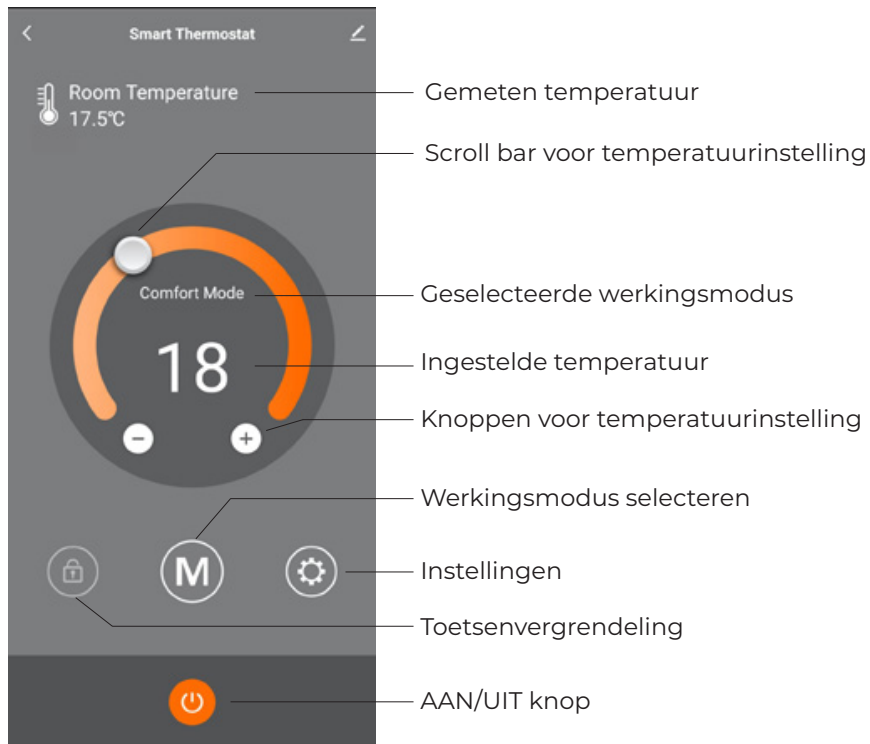 Smart Thermostat
Room Temperature
17.5℃
Gemeten temperatuur
Scroll bar voor temperatuurinstelling
Comfort Mode
Geselecteerde werkingsmodus
18
Ingestelde temperatuur
Knoppen voor temperatuurinstelling
Werkingsmodus selecteren
M
Instellingen
Toetsenvergrendeling
AAN/UIT knop